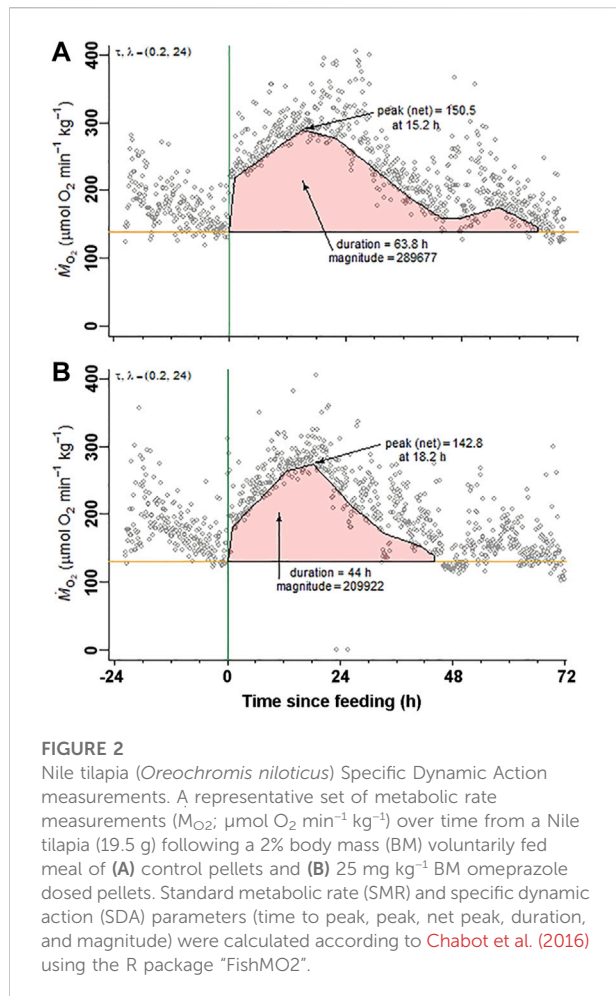 A
τ, λ = (0.2, 24)
400
300
200
100
0
ṀO₂ (μmol O₂ min⁻¹ kg⁻¹)
peak (net) = 150.5
at 15.2 h
duration = 63.8 h
magnitude = 289677
-24 0 24 48 72
B
τ, λ = (0.2, 24)
400
300
200
100
0
ṀO₂ (μmol O₂ min⁻¹ kg⁻¹)
peak (net) = 142.8
at 18.2 h
duration = 44 h
magnitude = 209922
-24 0 24 48 72
Time since feeding (h)
FIGURE 2
Nile tilapia (Oreochromis niloticus) Specific Dynamic Action
measurements. A representative set of metabolic rate
measurements (ṀO2; μmol O₂ min⁻¹ kg⁻¹) over time from a Nile
tilapia (19.5 g) following a 2% body mass (BM) voluntarily fed
meal of (A) control pellets and (B) 25 mg kg⁻¹ BM omeprazole
dosed pellets. Standard metabolic rate (SMR) and specific dynamic
action (SDA) parameters (time to peak, peak, net peak, duration,
and magnitude) were calculated according to Chabot et al. (2016)
using the R package “FishMO2”.